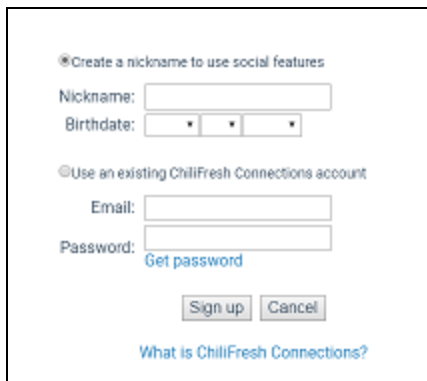 Create a nickname to use social features
Nickname:
Birthdate:
Use an existing ChiliFresh Connections account
Email:
Password:
Get password
Sign up Cancel
What is ChiliFresh Connections?